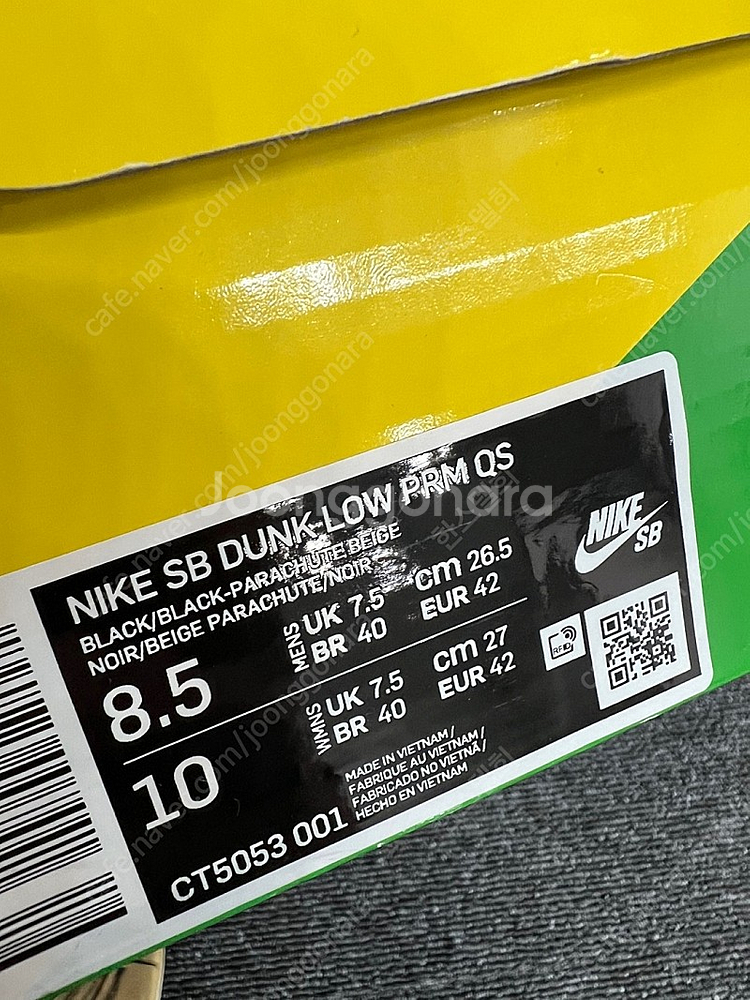 NIKE SB DUNK LOW PRM QS
BLACK/BLACK-PARACHUTE BEIGE
NOIR/BEIGE PARACHUTE/NOIR
8.5
MENS
UK 7.5 cm 26.5
BR 40 EUR 42
NIKE
SB
RFID
10
WMNS
UK 7.5 cm 27
BR 40 EUR 42
CT5053 001
MADE IN VIETNAM/
FABRIQUE AU VIETNAM/
FABRICADO NO VIETNÃ/
HECHO EN VIETNAM
Joonggonara
cafe.naver.com/joonggonara